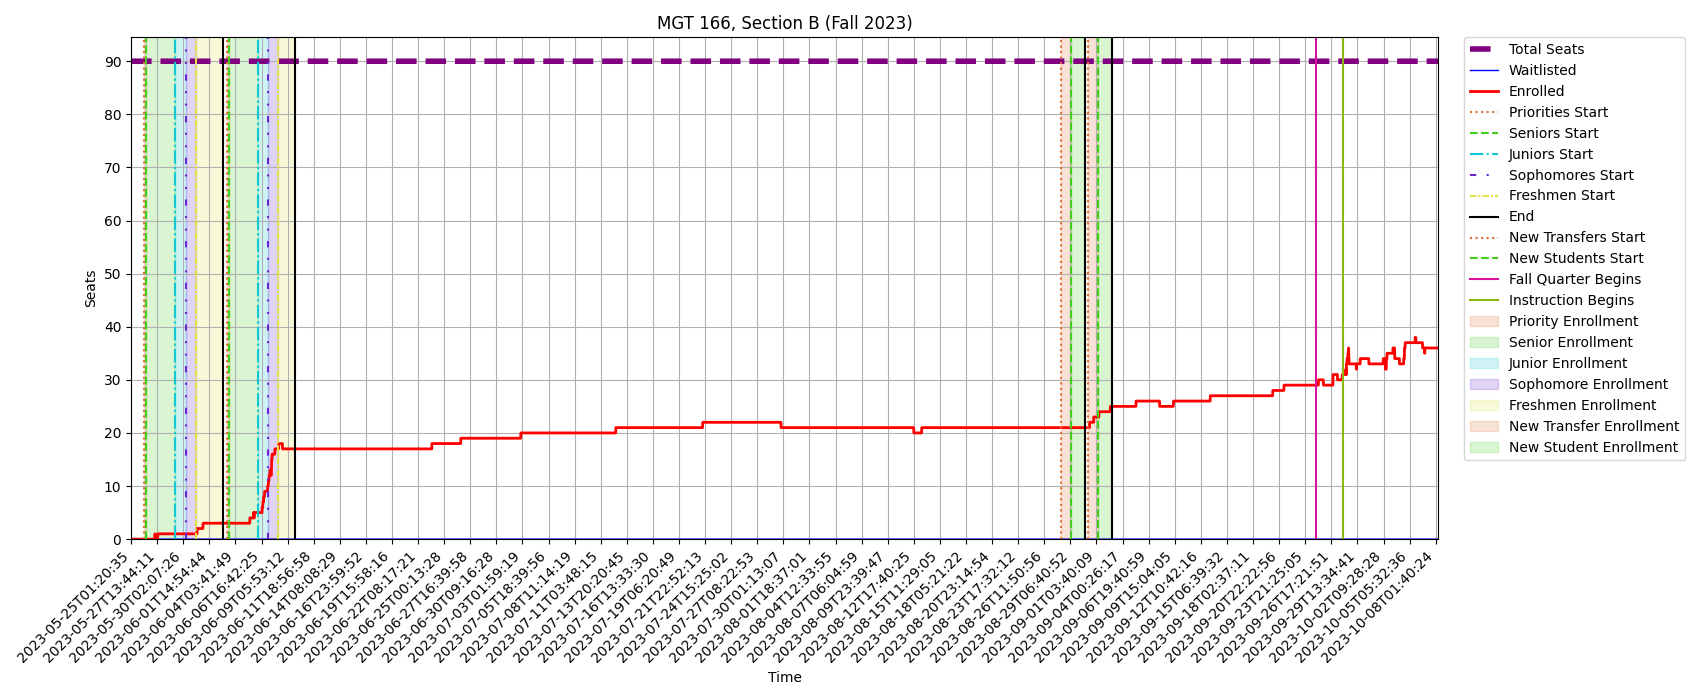 MGT 166, Section B (Fall 2023)
Seats
90
80
70
60
50
40
30
20
10
0
2023-05-25T01:20:35
2023-05-27T13:44:11
2023-05-30T02:07:26
2023-06-01T14:54:44
2023-06-04T03:41:49
2023-06-06T16:42:25
2023-06-09T05:53:12
2023-06-11T18:56:58
2023-06-14T08:08:29
2023-06-16T23:59:52
2023-06-19T15:58:16
2023-06-22T08:17:21
2023-06-25T00:13:28
2023-06-27T16:39:58
2023-06-30T09:16:28
2023-07-03T01:59:19
2023-07-05T18:39:56
2023-07-08T11:14:19
2023-07-11T03:48:15
2023-07-13T20:20:45
2023-07-16T13:33:30
2023-07-19T06:20:49
2023-07-21T22:52:13
2023-07-24T15:25:02
2023-07-27T08:22:53
2023-07-30T01:13:07
2023-08-01T18:37:01
2023-08-04T12:33:55
2023-08-07T06:04:59
2023-08-09T23:39:47
2023-08-12T17:40:25
2023-08-15T11:29:05
2023-08-18T05:21:22
2023-08-20T23:14:54
2023-08-23T17:32:12
2023-08-26T11:50:56
2023-08-29T06:40:52
2023-09-01T03:40:09
2023-09-04T00:26:17
2023-09-06T19:40:59
2023-09-09T15:04:05
2023-09-12T10:42:16
2023-09-15T06:39:32
2023-09-18T02:37:11
2023-09-20T22:22:56
2023-09-23T21:25:05
2023-09-26T17:21:51
2023-09-29T13:34:41
2023-10-02T09:28:28
2023-10-05T05:32:36
2023-10-08T01:40:24
Time
Total Seats
Waitlisted
Enrolled
Priorities Start
Seniors Start
Juniors Start
Sophomores Start
Freshmen Start
End
New Transfers Start
New Students Start
Fall Quarter Begins
Instruction Begins
Priority Enrollment
Senior Enrollment
Junior Enrollment
Sophomore Enrollment
Freshmen Enrollment
New Transfer Enrollment
New Student Enrollment